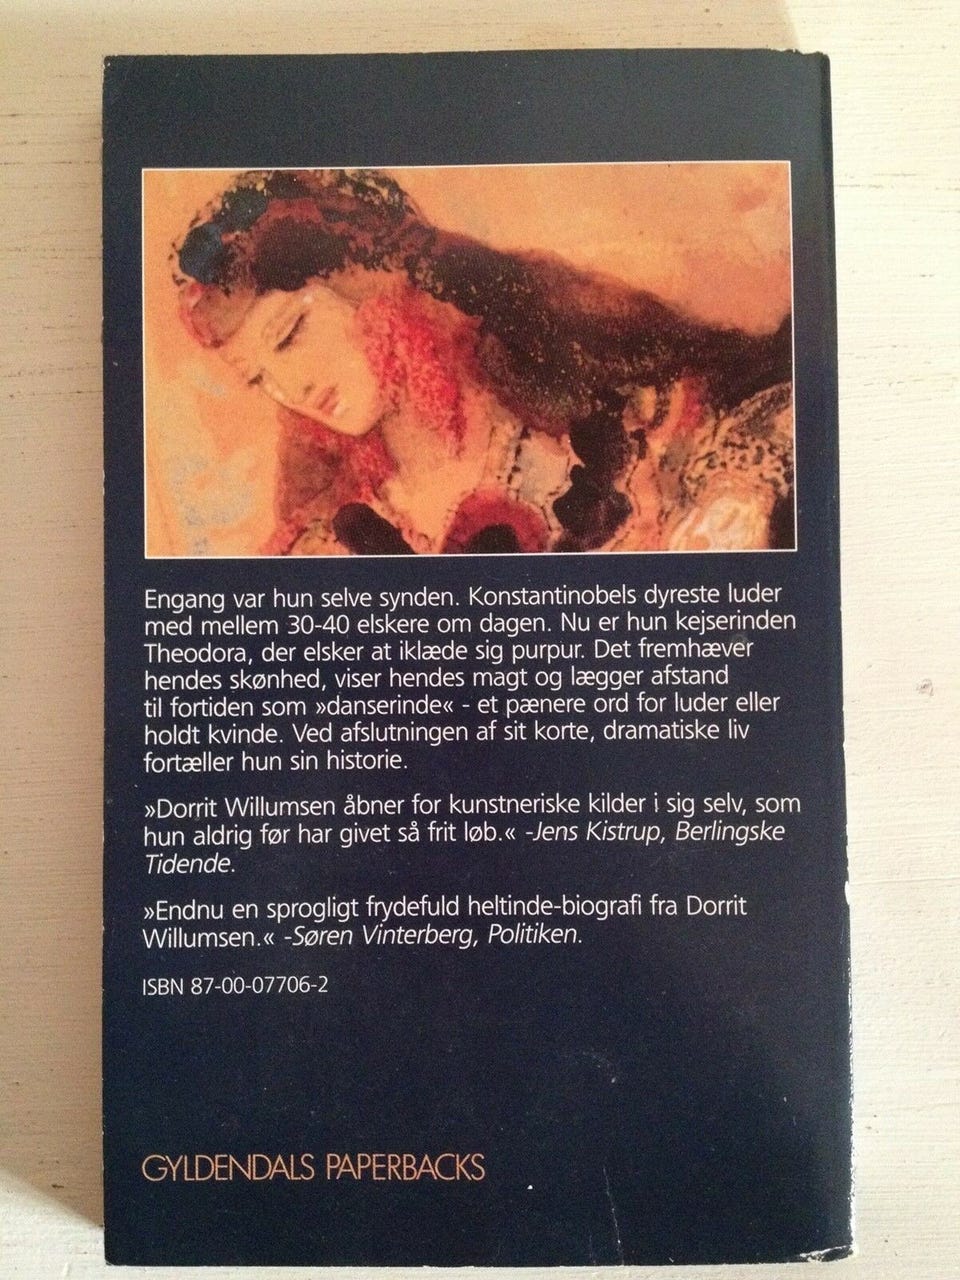 Engang var hun selve synden. Konstantinobels dyreste luder
med mellem 30-40 elskere om dagen. Nu er hun kejserinden
Theodora, der elsker at iklæde sig purpur. Det fremhæver
hendes skønhed, viser hendes magt og lægger afstand
til fortiden som »danserinde« - et pænere ord for luder eller
holdt kvinde. Ved afslutningen af sit korte, dramatiske liv
fortæller hun sin historie.
»Dorrit Willumsen åbner for kunstneriske kilder i sig selv, som
hun aldrig før har givet så frit løb.« -Jens Kistrup, Berlingske
Tidende.
»Endnu en sprogligt frydefuld heltinde-biografi fra Dorrit
Willumsen.« -Søren Vinterberg, Politiken.
ISBN 87-00-07706-2
GYLDENDALS PAPERBACKS